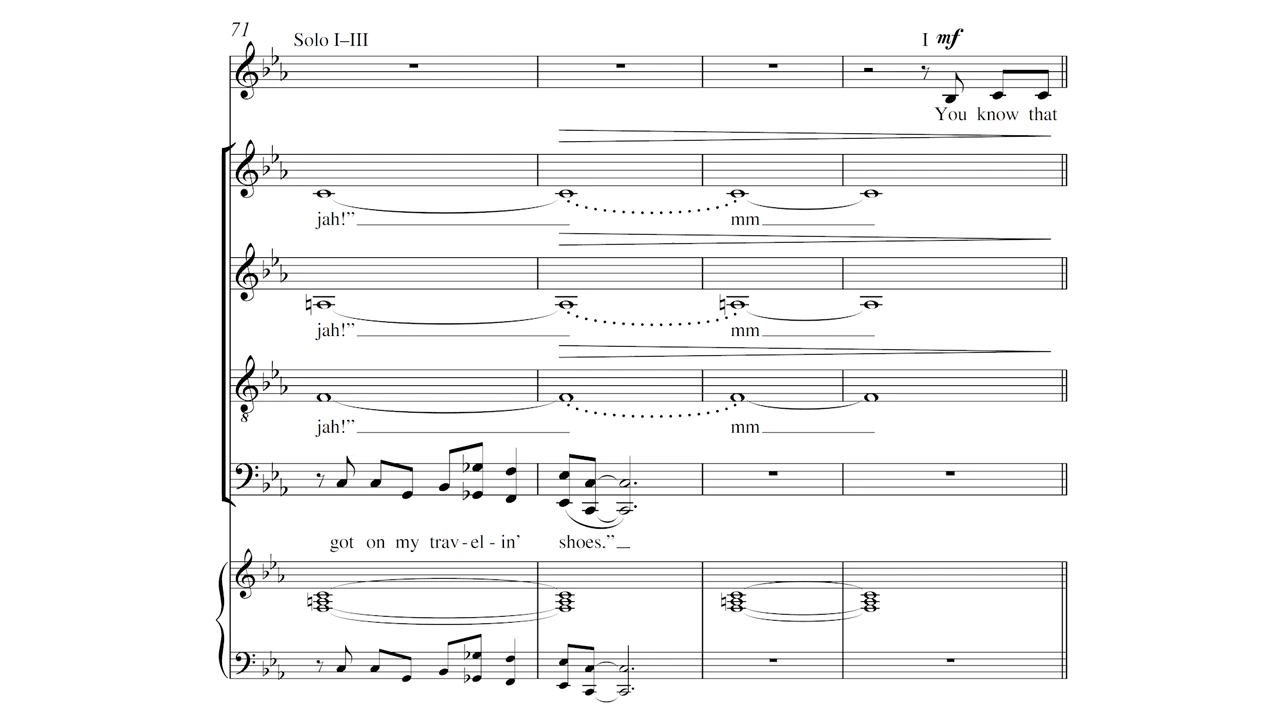 71
Solo I–III
I mf
You know that
jah!” mm
jah!” mm
jah!” mm
got on my trav - el - in’ shoes.”